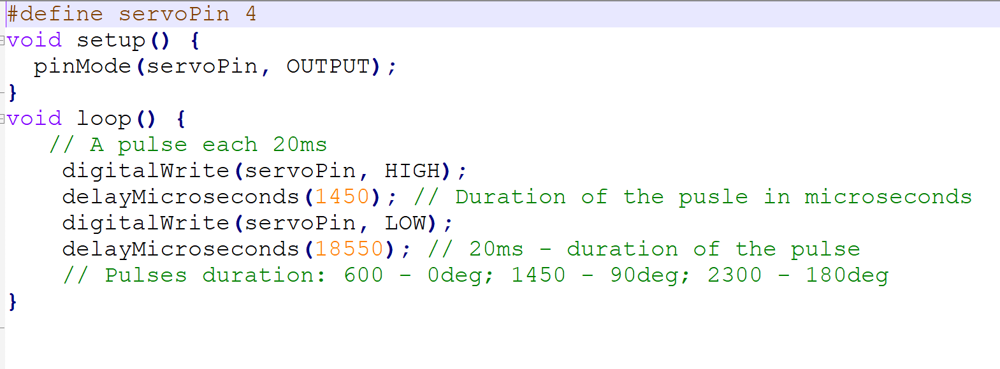 #define servoPin 4
void setup() {
  pinMode(servoPin, OUTPUT);
}
void loop() {
   // A pulse each 20ms
    digitalWrite(servoPin, HIGH);
    delayMicroseconds(1450); // Duration of the pusle in microseconds
    digitalWrite(servoPin, LOW);
    delayMicroseconds(18550); // 20ms - duration of the pulse
    // Pulses duration: 600 - 0deg; 1450 - 90deg; 2300 - 180deg
}